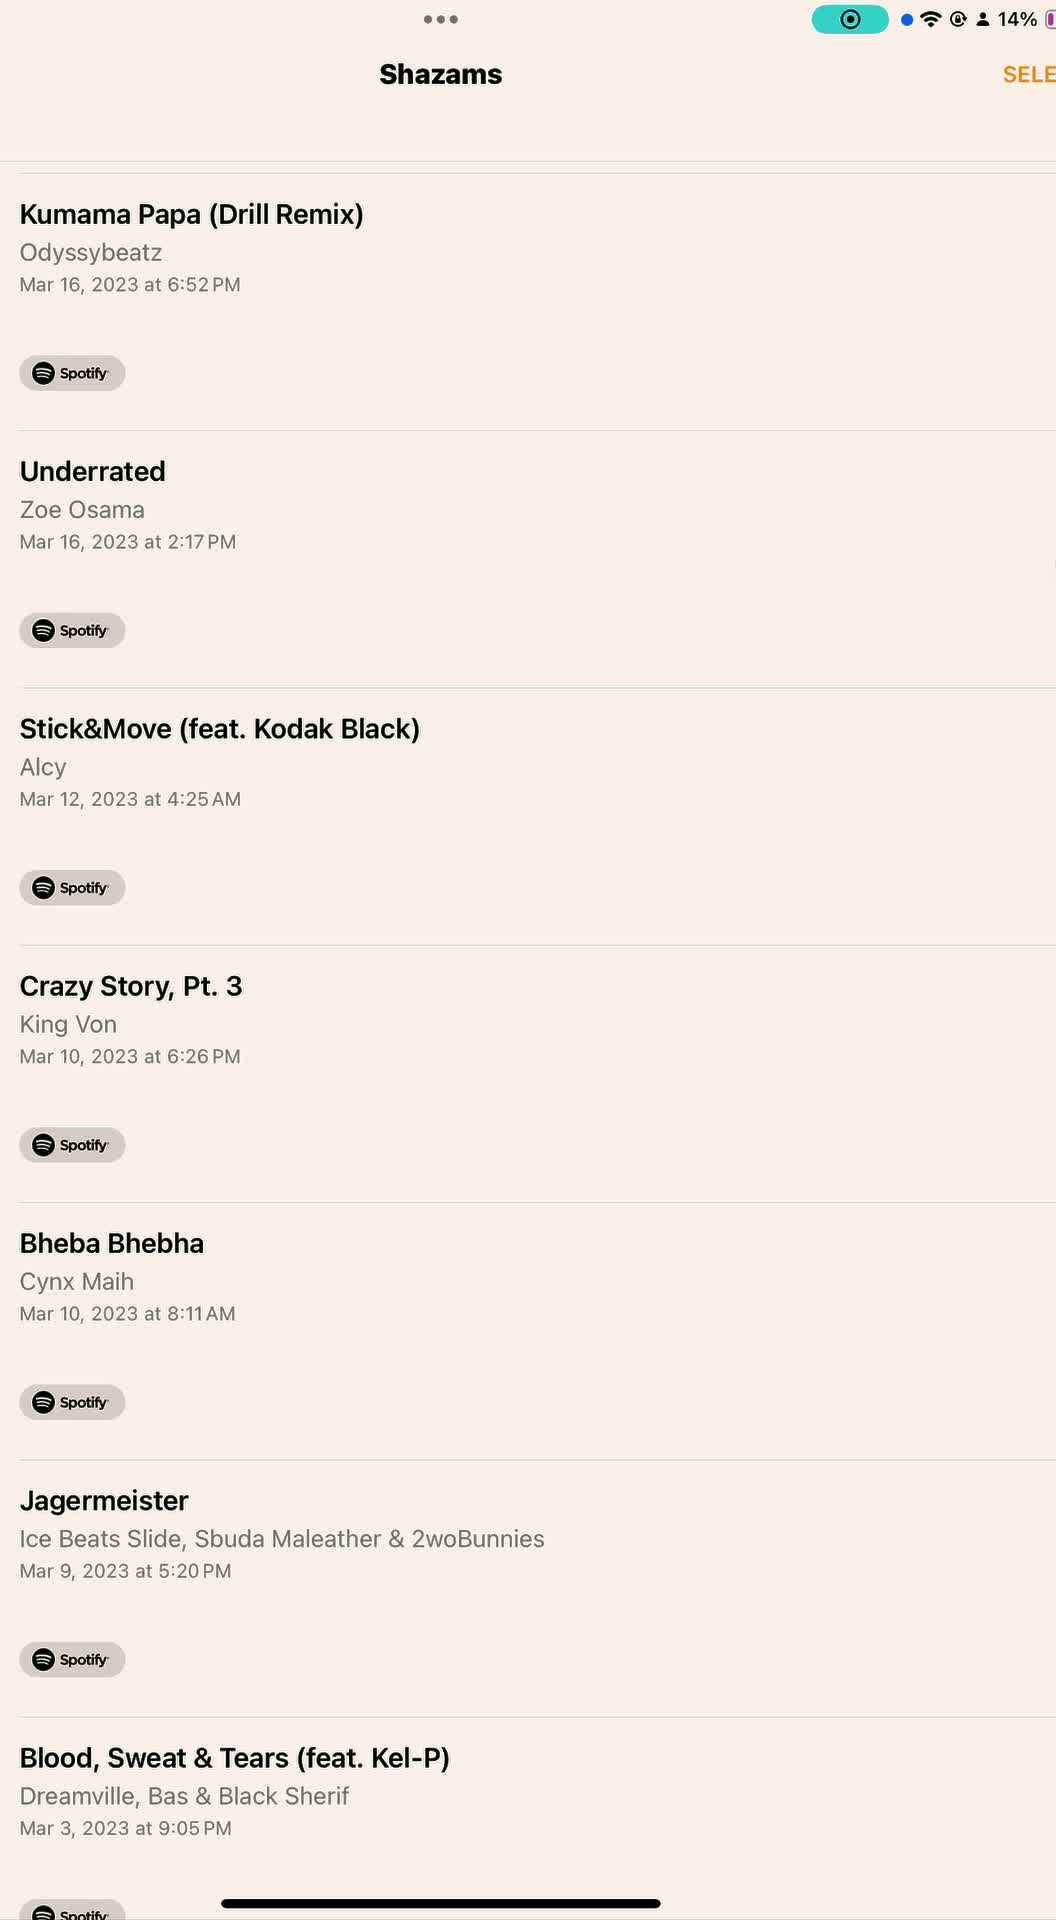 14%
Shazams
SELE
Kumama Papa (Drill Remix)
Odyssybeatz
Mar 16, 2023 at 6:52 PM
Spotify
Underrated
Zoe Osama
Mar 16, 2023 at 2:17 PM
Spotify
Stick&Move (feat. Kodak Black)
Alcy
Mar 12, 2023 at 4:25 AM
Spotify
Crazy Story, Pt. 3
King Von
Mar 10, 2023 at 6:26 PM
Spotify
Bheba Bhebha
Cynx Maih
Mar 10, 2023 at 8:11 AM
Spotify
Jagermeister
Ice Beats Slide, Sbuda Maleather & 2woBunnies
Mar 9, 2023 at 5:20 PM
Spotify
Blood, Sweat & Tears (feat. Kel-P)
Dreamville, Bas & Black Sherif
Mar 3, 2023 at 9:05 PM
Spotify